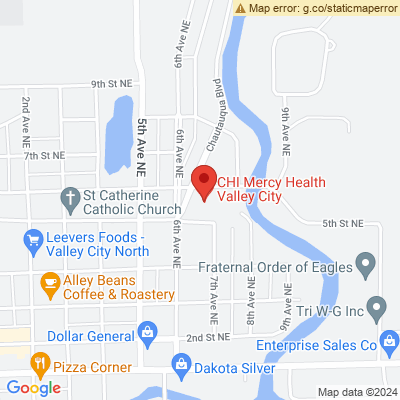 Map error: g.co/staticmaperror
6th Ave NE
9th St NE
Chautauqua Blvd
2nd Ave NE
5th Ave NE
6th Ave NE
9th Ave NE
7th St NE
CHI Mercy Health
Valley City
St Catherine
Catholic Church
5th St NE
6th Ave NE
Leevers Foods -
Valley City North
Fraternal Order of Eagles
Alley Beans
Coffee & Roastery
7th Ave NE
8th Ave NE
9th Ave NE
Tri W-G Inc
Dollar General
2nd St NE
Enterprise Sales Co
Pizza Corner
Dakota Silver
Google
Map data ©2024